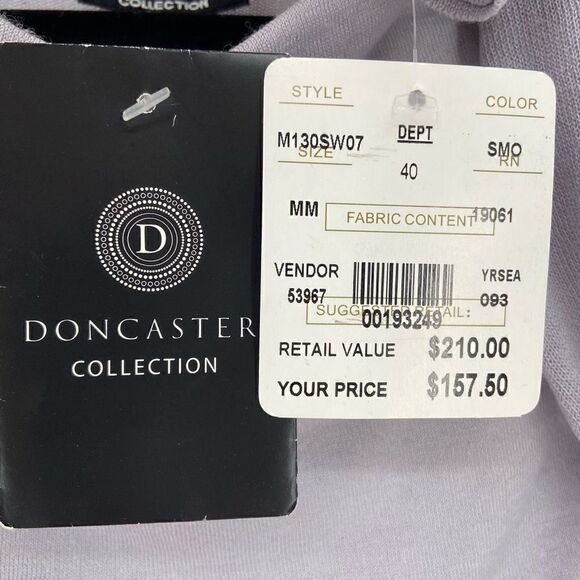 COLLECTION
D
DONCASTER
COLLECTION
STYLE
COLOR
M130SW07
DEPT
SMO
SIZE
RN
40
MM
FABRIC CONTENT
19061
VENDOR
YRSEA
53967
093
SUGGESTED RETAIL:
00193249
RETAIL VALUE $210.00
YOUR PRICE $157.50